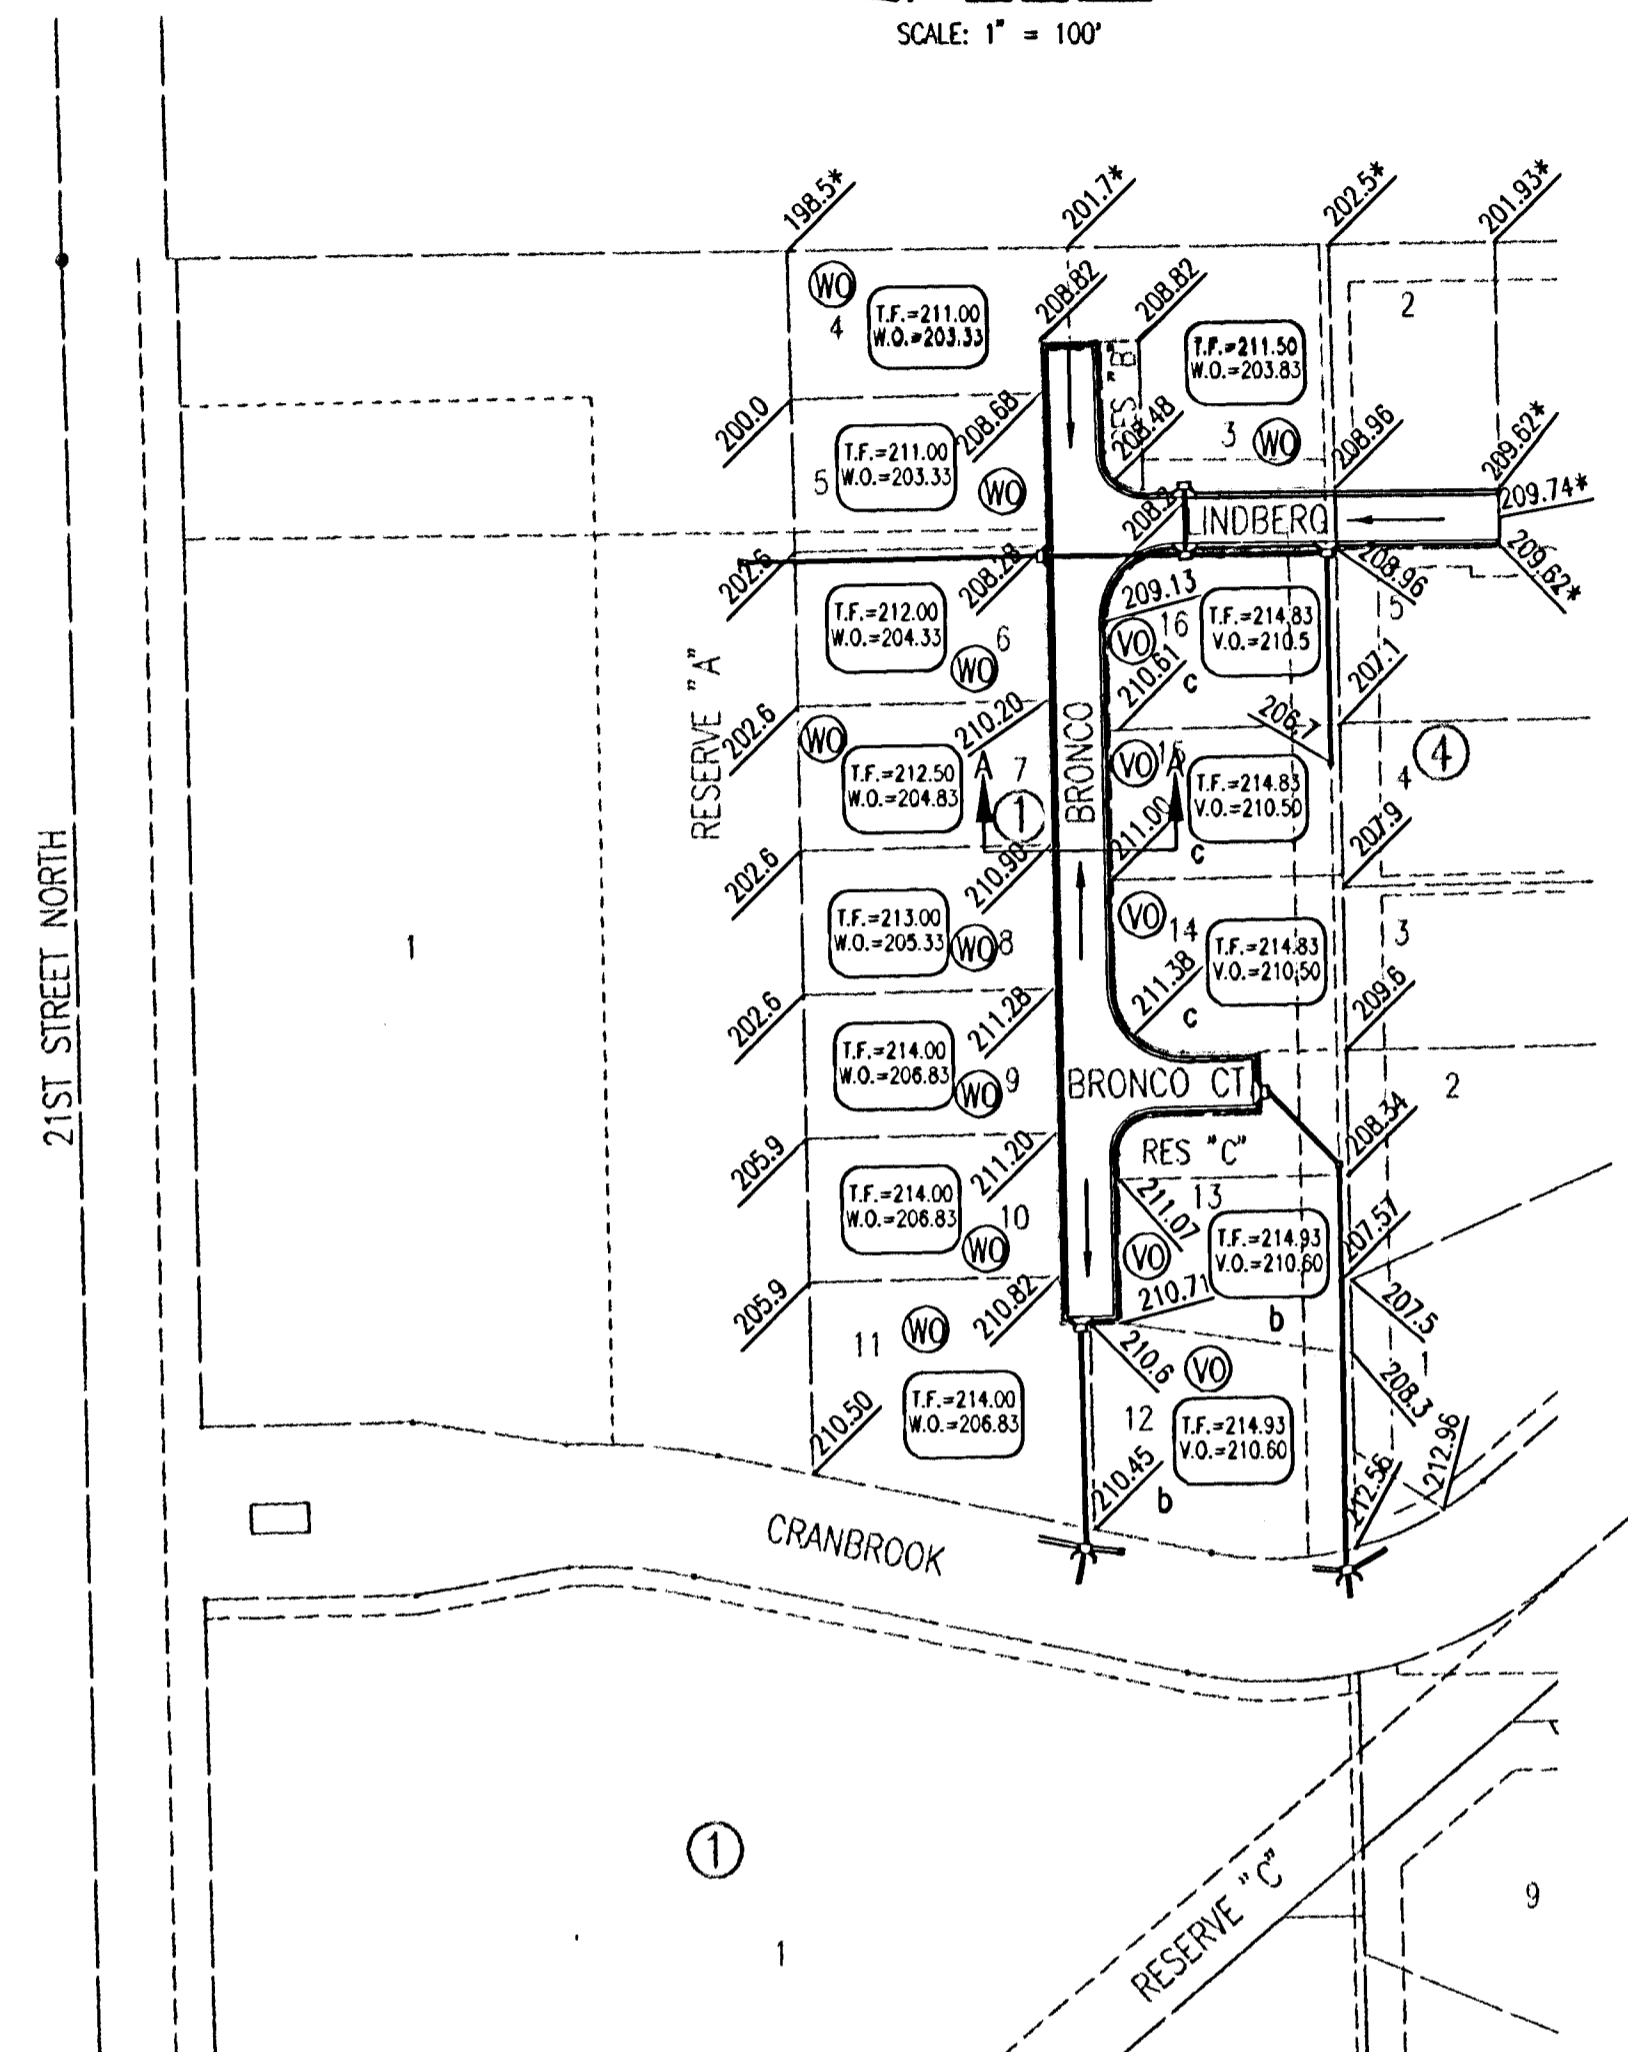 SCALE: 1" = 100'
198.5*
201.7*
202.5*
201.93*
WO
4
T.F.=211.00
W.O.=203.33
208.82
208.82
RES "B"
T.F.=211.50
W.O.=203.83
3
WO
2
200.0
208.68
208.48
208.96
209.62*
209.74*
209.62*
5
T.F.=211.00
W.O.=203.33
WO
208.2
LINDBERG
208.96
202.6
208.28
209.13
T.F.=212.00
W.O.=204.33
6
WO
VO
16
T.F.=214.83
V.O.=210.5
5
210.61
c
207.1
206.7
RESERVE "A"
202.6
WO
210.20
T.F.=212.50
W.O.=204.83
A
7
1
BRONCO
VO
15
A
T.F.=214.83
V.O.=210.50
4
4
211.00
c
207.9
202.6
210.90
T.F.=213.00
W.O.=205.33
WO
8
VO
14
T.F.=214.83
V.O.=210.50
3
211.38
c
209.6
21ST STREET NORTH
1
202.6
211.28
T.F.=214.00
W.O.=206.83
WO
9
BRONCO CT
2
208.34
205.9
211.20
RES "C"
T.F.=214.00
W.O.=206.83
10
WO
211.07
13
VO
T.F.=214.93
V.O.=210.60
b
207.57
207.5
205.9
210.82
210.71
11
WO
T.F.=214.00
W.O.=206.83
210.6
VO
12
T.F.=214.93
V.O.=210.60
b
208.3
1
210.50
210.45
212.56
212.96
CRANBROOK
1
1
RESERVE "C"
9